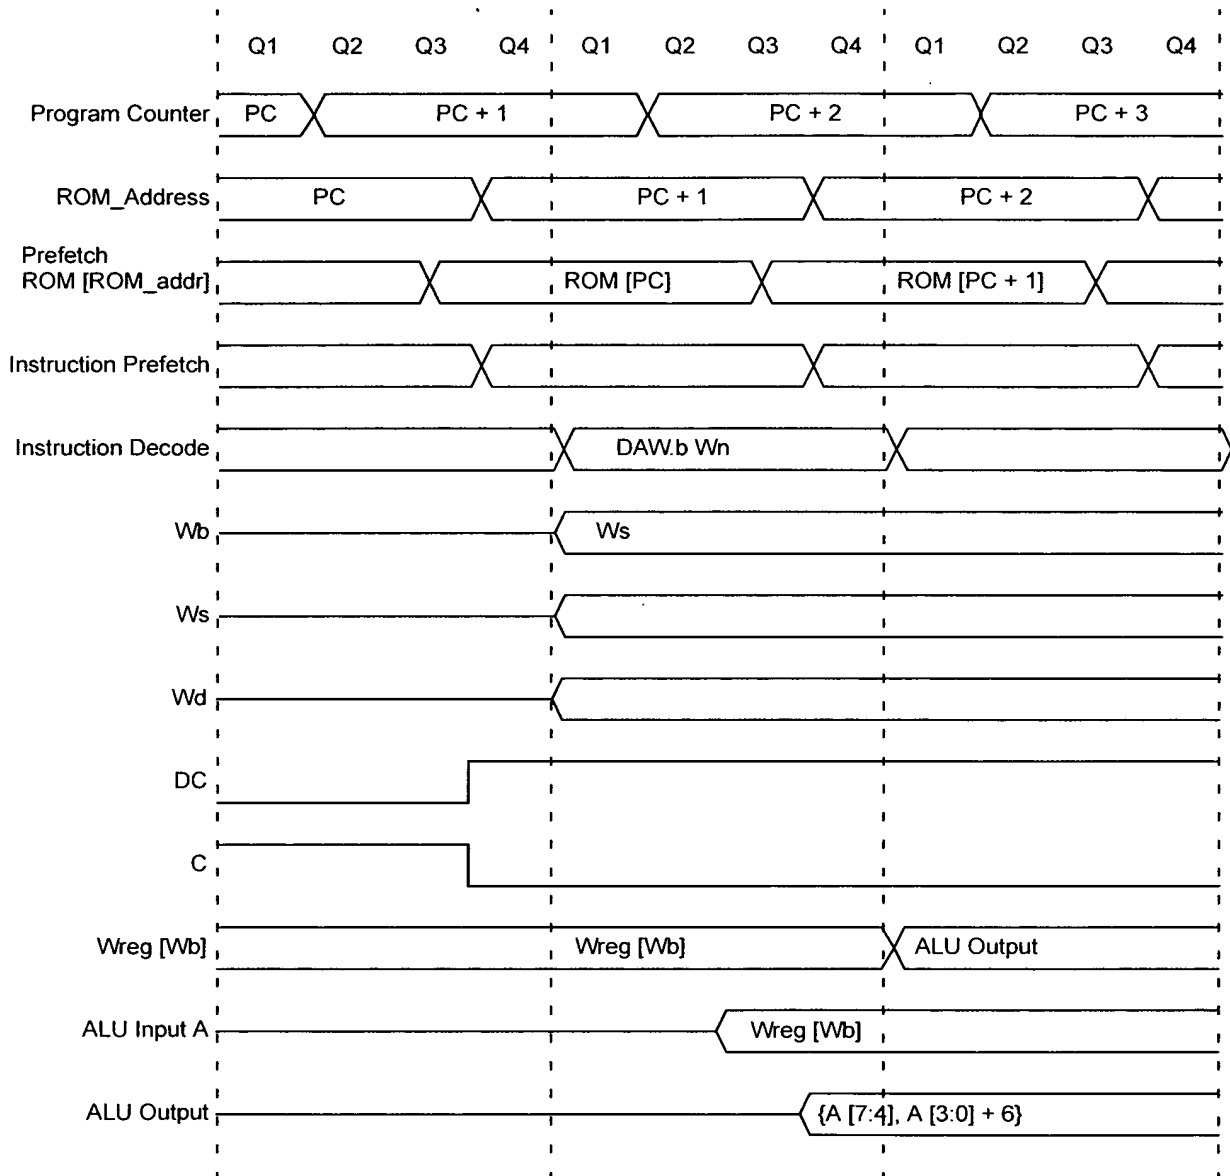 Q1 Q2 Q3 Q4 Q1 Q2 Q3 Q4 Q1 Q2 Q3 Q4
Program Counter PC PC + 1 PC + 2 PC + 3
ROM_Address PC PC + 1 PC + 2
Prefetch
ROM [ROM_addr] ROM [PC] ROM [PC + 1]
Instruction Prefetch
Instruction Decode DAW.b Wn
Wb Ws
Ws
Wd
DC
C
Wreg [Wb] Wreg [Wb] ALU Output
ALU Input A Wreg [Wb]
ALU Output {A [7:4], A [3:0] + 6}